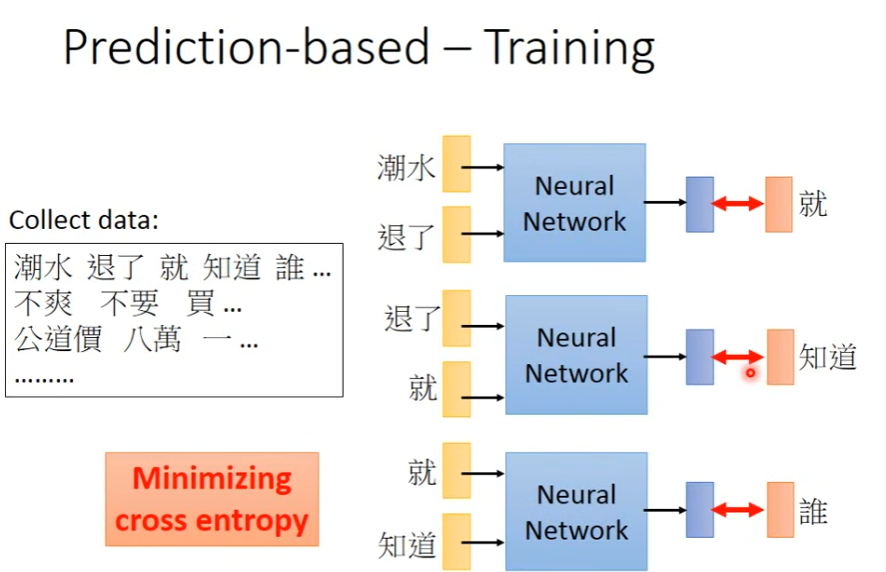 Prediction-based – Training
Collect data:
潮水 退了 就 知道 誰 …
不爽 不要 買 …
公道價 八萬 一 …
………
Minimizing
cross entropy
潮水
退了
Neural
Network
就
退了
就
Neural
Network
知道
就
知道
Neural
Network
誰